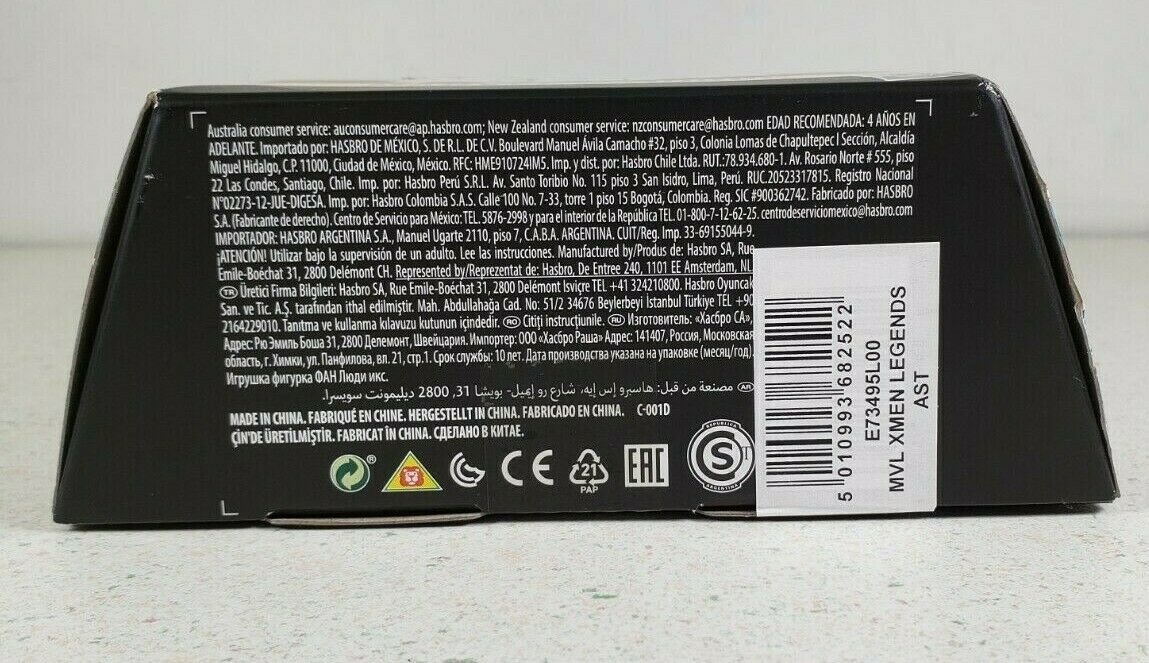 Australia consumer service: auconsumercare@ap.hasbro.com; New Zealand consumer service: nzconsumercare@hasbro.com EDAD RECOMENDADA: 4 AÑOS EN
ADELANTE. Importado por: HASBRO DE MÉXICO, S. DE R.L. DE C.V. Boulevard Manuel Ávila Camacho #32, piso 3, Colonia Lomas de Chapultepec I Sección, Alcaldía
Miguel Hidalgo, C.P. 11000, Ciudad de México, México. RFC: HME910724IM5. Imp. y dist. por: Hasbro Chile Ltda. RUT.:78.934.680-1. Av. Rosario Norte # 555, piso
22 Las Condes, Santiago, Chile. Imp. por: Hasbro Perú S.R.L. Av. Santo Toribio No. 115 piso 3 San Isidro, Lima, Perú. RUC.20523317815. Registro Nacional
N°02273-12-JUE-DIGESA. Imp. por: Hasbro Colombia S.A.S. Calle 100 No. 7-33, torre 1 piso 15 Bogotá, Colombia. Reg. SIC #900362742. Fabricado por: HASBRO
S.A. (Fabricante de derecho). Centro de Servicio para México: TEL. 5876-2998 y para el interior de la República TEL. 01-800-7-12-62-25. centrodeserviciomexico@hasbro.com
IMPORTADOR: HASBRO ARGENTINA S.A., Manuel Ugarte 2110, piso 7, C.A.B.A. ARGENTINA. CUIT/Reg. Imp. 33-69155044-9.
¡ATENCIÓN! Utilizar bajo la supervisión de un adulto. Lee las instrucciones. Manufactured by/Produs de: Hasbro SA, Rue
Emile-Boéchat 31, 2800 Delémont CH. Represented by/Reprezentat de: Hasbro, De Entree 240, 1101 EE Amsterdam, NL
TR Üretici Firma Bilgileri: Hasbro SA, Rue Emile-Boéchat 31, 2800 Delémont İsviçre TEL +41 324210800. Hasbro Oyuncak
San. ve Tic. A.Ş. tarafından ithal edilmiştir. Mah. Abdullahağa Cad. No: 51/2 34676 Beylerbeyi İstanbul Türkiye TEL +90
2164229010. Tanıtma ve kullanma kılavuzu kutunun içindedir. RO Citiți instrucțiunile. RU Изготовитель: «Хасбро СА»,
Адрес: Рю Эмиль Боша 31, 2800 Делемонт, Швейцария. Импортер: ООО «Хасбро Раша» Адрес: 141407, Россия, Московская
область, г. Химки, ул. Панфилова, вл. 21, стр.1. Срок службы: 10 лет. Дата производства указана на упаковке (месяц/год).
Игрушка фигурка ФАН Люди икс.
AR مصنعة من قبل: هاسبرو إس إيه، شارع رو إيميل- بويشا 31، 2800 ديليمونت سويسرا.
MADE IN CHINA. FABRIQUÉ EN CHINE. HERGESTELLT IN CHINA. FABRICADO EN CHINA. C-001D
ÇİN'DE ÜRETİLMİŞTİR. FABRICAT ÎN CHINA. СДЕЛАНО В КИТАЕ.
CE
21
PAP
EAC
REPUBLICA
S
ARGENTINA
5 010993 682522
E73495L00
MVL XMEN LEGENDS
AST